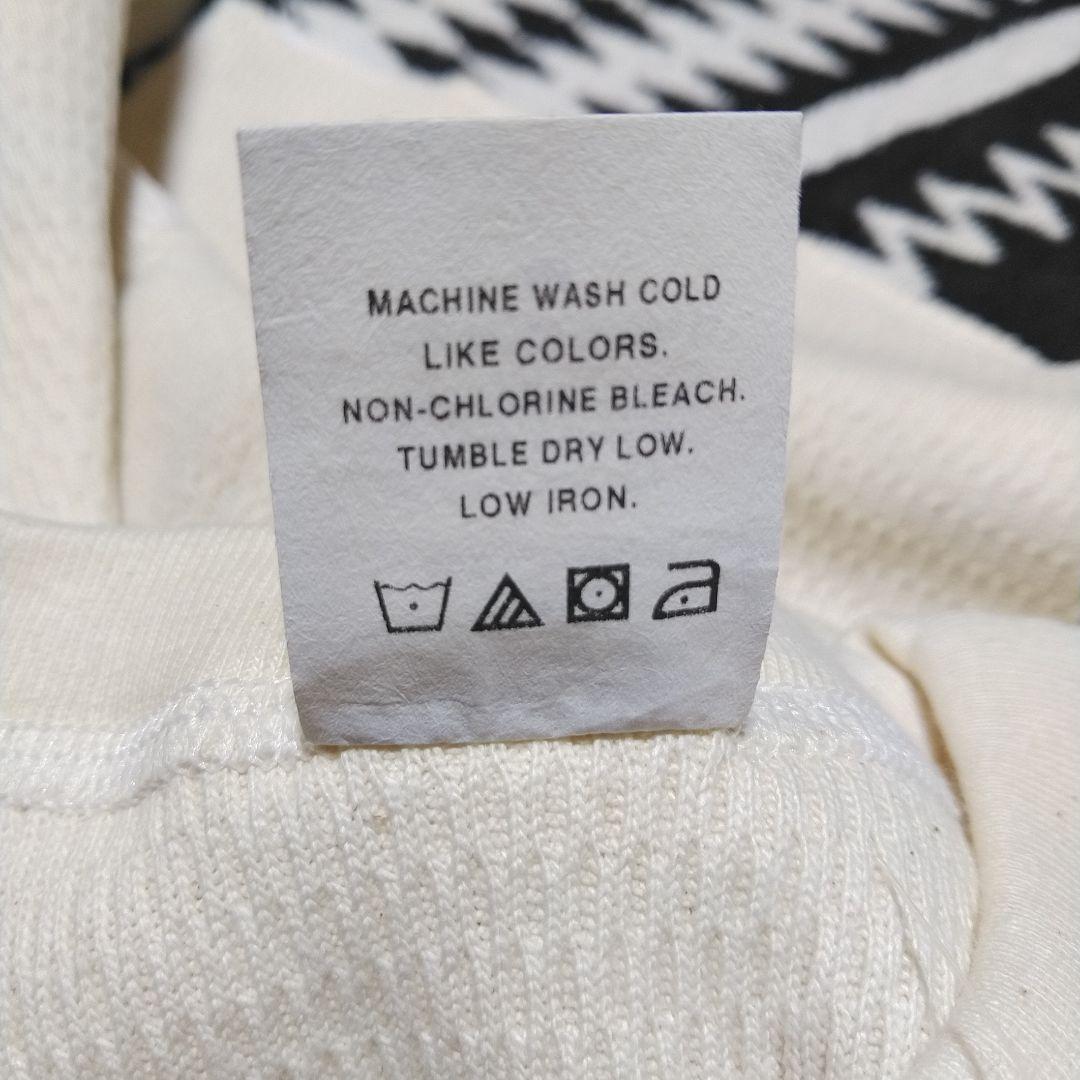 MACHINE WASH COLD
LIKE COLORS.
NON-CHLORINE BLEACH.
TUMBLE DRY LOW.
LOW IRON.